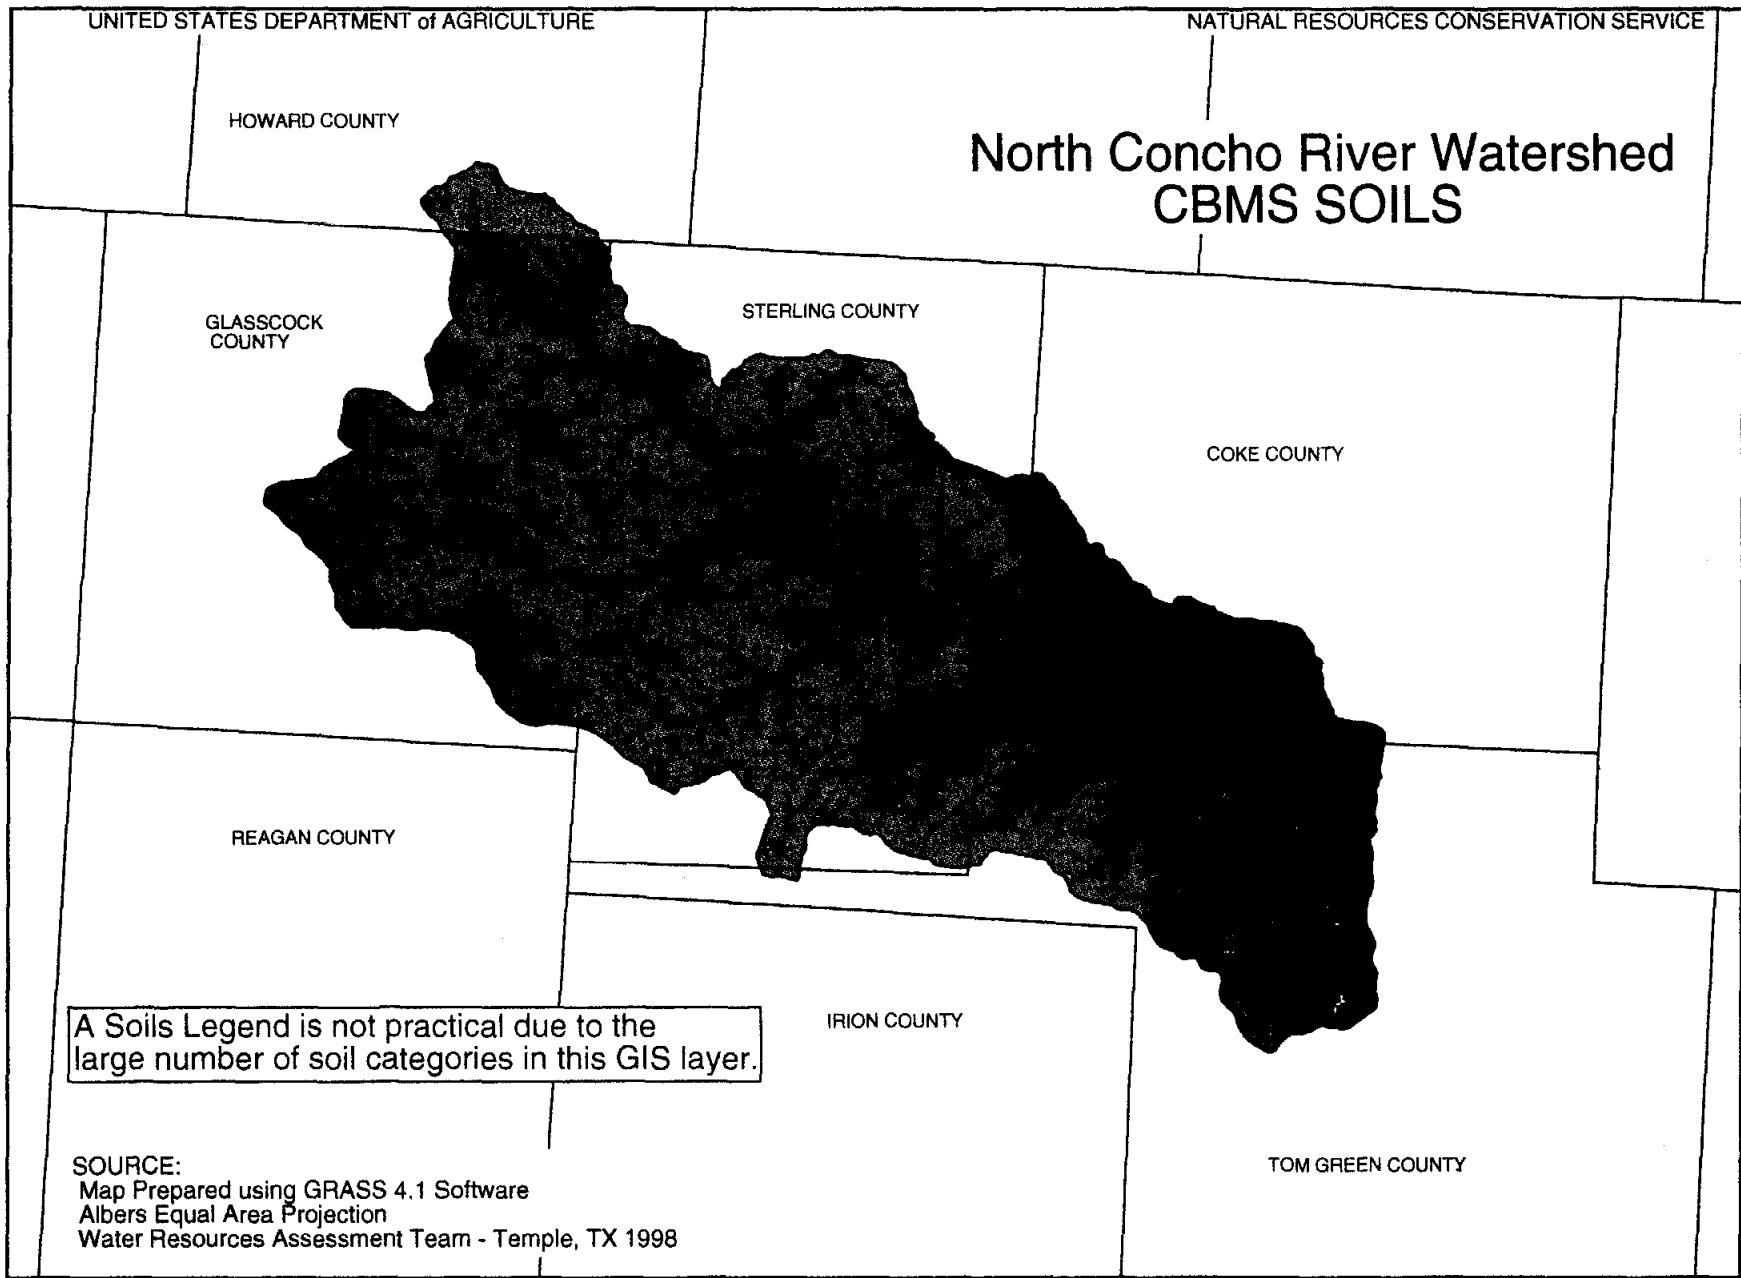 UNITED STATES DEPARTMENT of AGRICULTURE
NATURAL RESOURCES CONSERVATION SERVICE
HOWARD COUNTY
North Concho River Watershed
CBMS SOILS
GLASSCOCK
COUNTY
STERLING COUNTY
COKE COUNTY
REAGAN COUNTY
IRION COUNTY
A Soils Legend is not practical due to the
large number of soil categories in this GIS layer.
TOM GREEN COUNTY
SOURCE:
Map Prepared using GRASS 4.1 Software
Albers Equal Area Projection
Water Resources Assessment Team - Temple, TX 1998